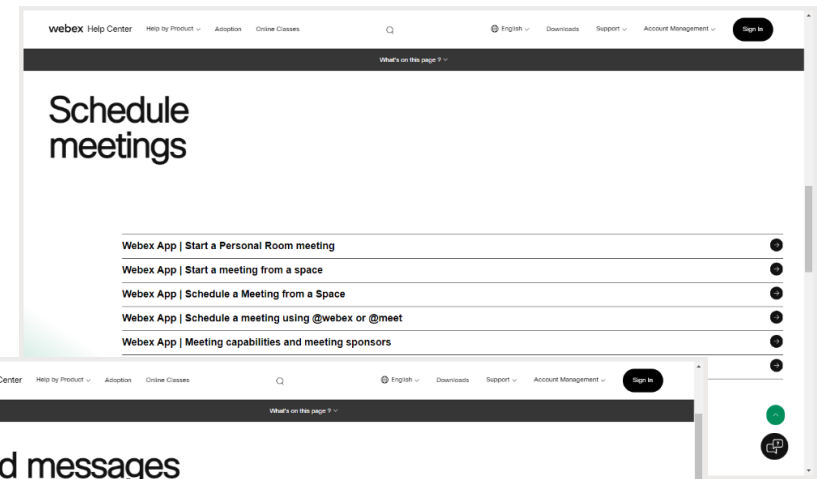 webex Help Center Help by Product Adoption Online Classes English Downloads Support Account Management Sign In
What's on this page ?
Schedule
meetings
Webex App | Start a Personal Room meeting
Webex App | Start a meeting from a space
Webex App | Schedule a Meeting from a Space
Webex App | Schedule a meeting using @webex or @meet
Webex App | Meeting capabilities and meeting sponsors
Center Help by Product Adoption Online Classes English Downloads Support Account Management Sign In
What's on this page ?
d messages